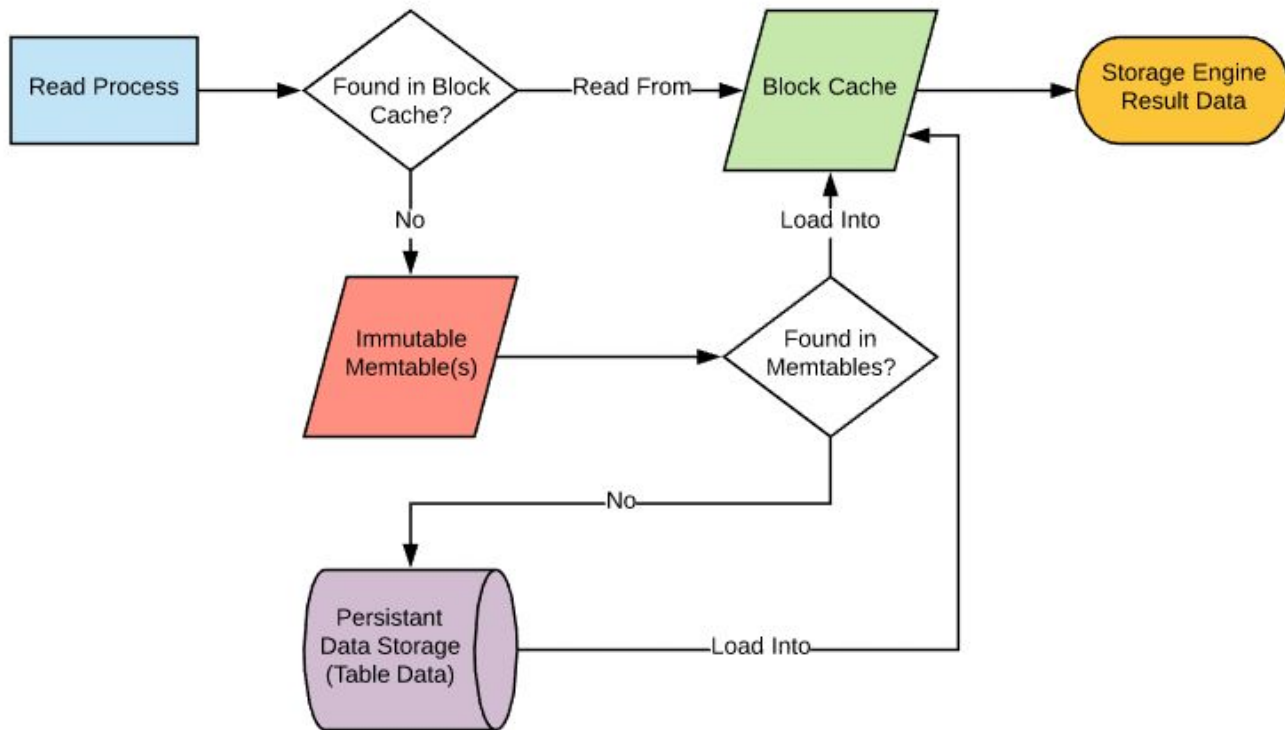 Read Process
Found in Block
Cache?
Read From
Block Cache
Storage Engine
Result Data
No
Load Into
Immutable
Memtable(s)
Found in
Memtables?
No
Persistant
Data Storage
(Table Data)
Load Into